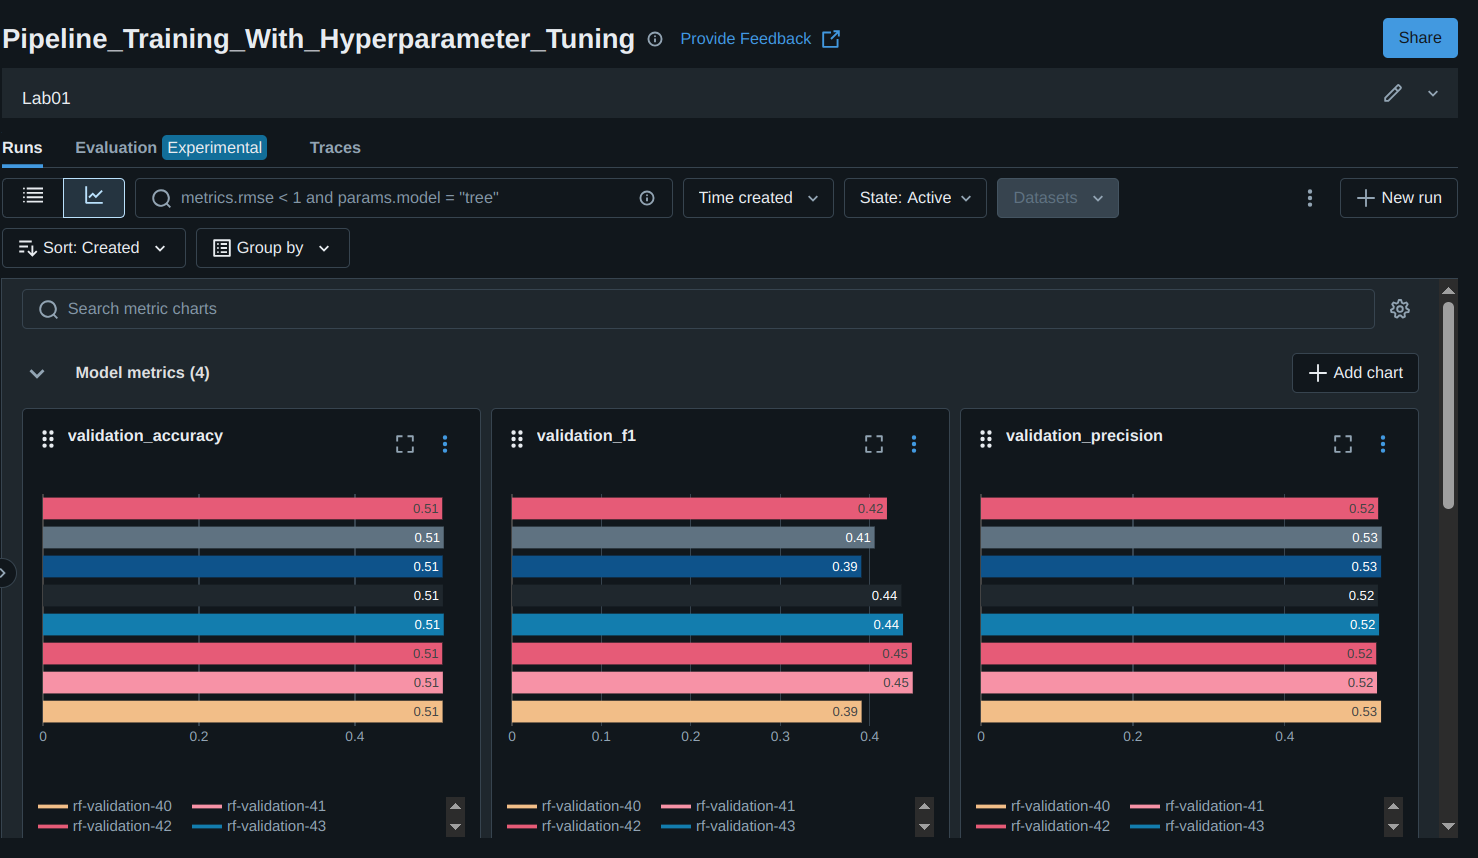 Pipeline_Training_With_Hyperparameter_Tuning Provide Feedback Share
Lab01
Runs Evaluation Experimental Traces
metrics.rmse < 1 and params.model = "tree" Time created State: Active Datasets New run
Sort: Created Group by
Search metric charts
Model metrics (4) Add chart
validation_accuracy
0.51
0.51
0.51
0.51
0.51
0.51
0.51
0.51
0 0.2 0.4
rf-validation-40 rf-validation-41
rf-validation-42 rf-validation-43
validation_f1
0.42
0.41
0.39
0.44
0.44
0.45
0.45
0.39
0 0.1 0.2 0.3 0.4
rf-validation-40 rf-validation-41
rf-validation-42 rf-validation-43
validation_precision
0.52
0.53
0.53
0.52
0.52
0.52
0.52
0.53
0 0.2 0.4
rf-validation-40 rf-validation-41
rf-validation-42 rf-validation-43